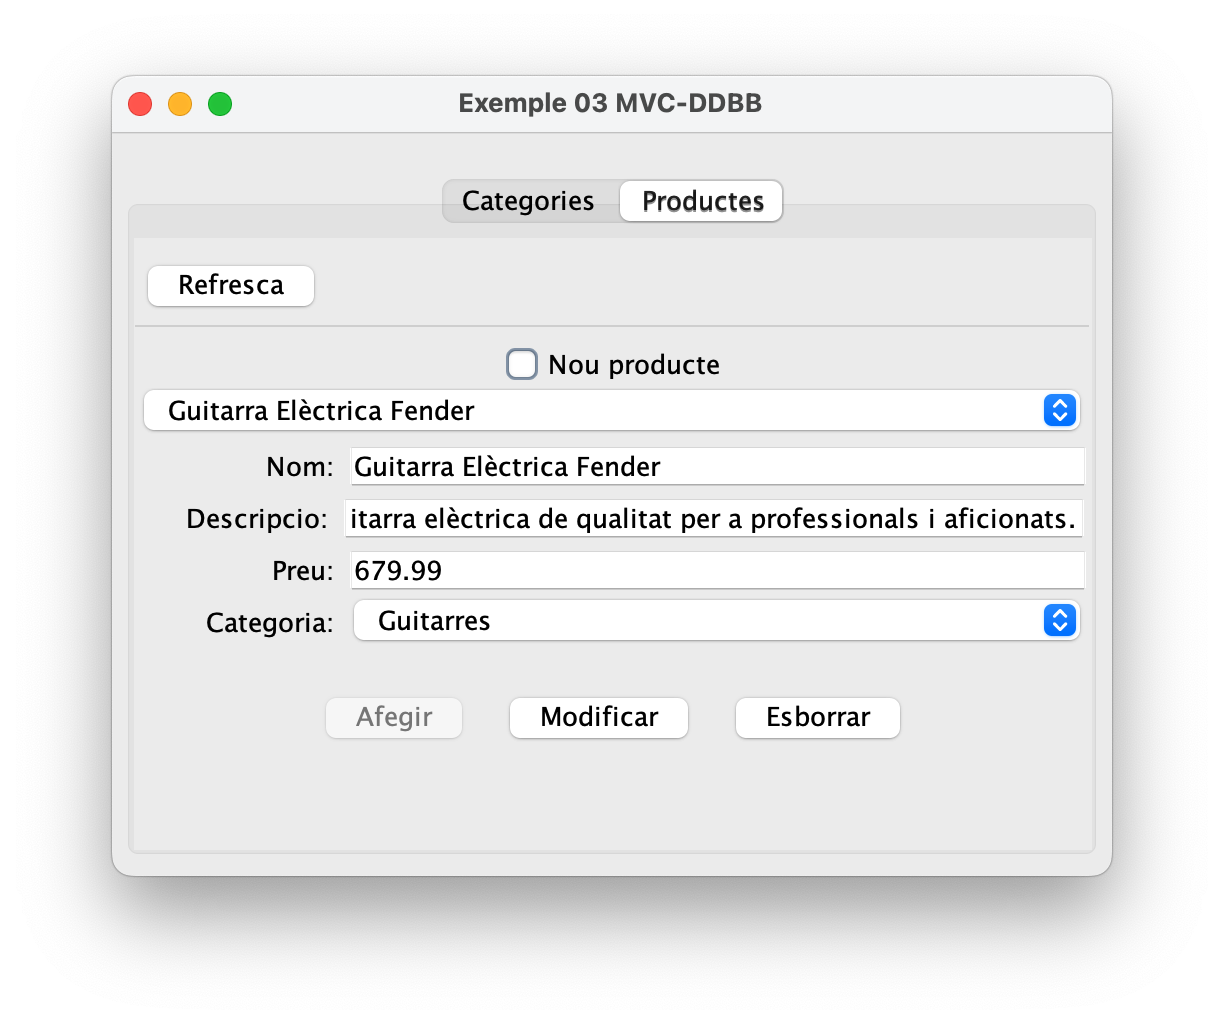 Exemple 03 MVC-DDBB
Categories Productes
Refresca
Nou producte
Guitarra Elèctrica Fender
Nom: Guitarra Elèctrica Fender
Descripcio: itarra elèctrica de qualitat per a professionals i aficionats.
Preu: 679.99
Categoria: Guitarres
Afegir Modificar Esborrar